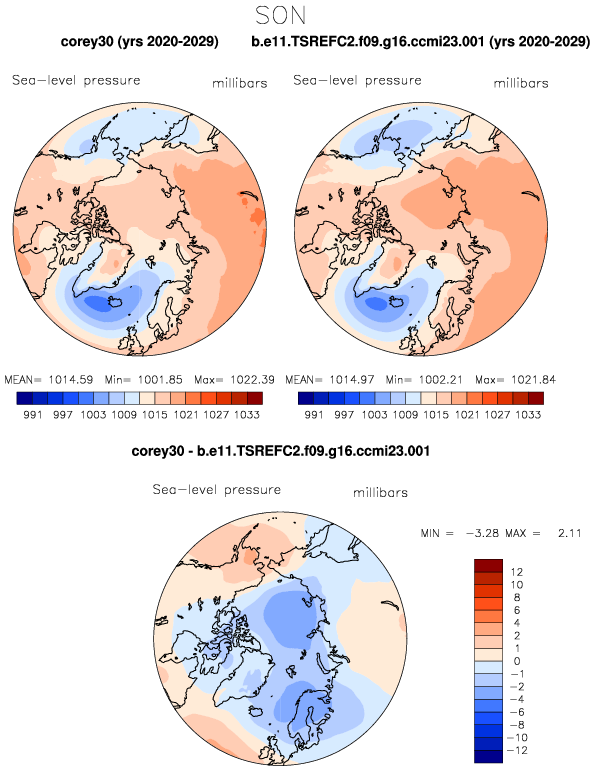 SON
corey30 (yrs 2020-2029) b.e11.TSREFC2.f09.g16.ccmi23.001 (yrs 2020-2029)
Sea-level pressure millibars Sea-level pressure millibars
MEAN= 1014.59 Min= 1001.85 Max= 1022.39 MEAN= 1014.97 Min= 1002.21 Max= 1021.84
991 997 1003 1009 1015 1021 1027 1033 991 997 1003 1009 1015 1021 1027 1033
corey30 - b.e11.TSREFC2.f09.g16.ccmi23.001
Sea-level pressure millibars
MIN = -3.28 MAX = 2.11
12
10
8
6
4
2
1
0
-1
-2
-4
-6
-8
-10
-12